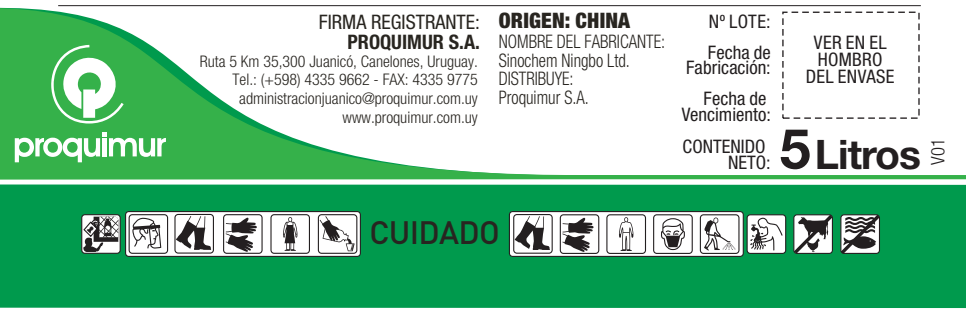 proquimur
FIRMA REGISTRANTE:
PROQUIMUR S.A.
Ruta 5 Km 35,300 Juanicó, Canelones, Uruguay.
Tel.: (+598) 4335 9662 - FAX: 4335 9775
administracionjuanico@proquimur.com.uy
www.proquimur.com.uy
ORIGEN: CHINA
NOMBRE DEL FABRICANTE:
Sinochem Ningbo Ltd.
DISTRIBUYE:
Proquimur S.A.
Nº LOTE:
Fecha de
Fabricación:
Fecha de
Vencimiento:
VER EN EL
HOMBRO
DEL ENVASE
CONTENIDO
NETO:
5 Litros
V01
CUIDADO